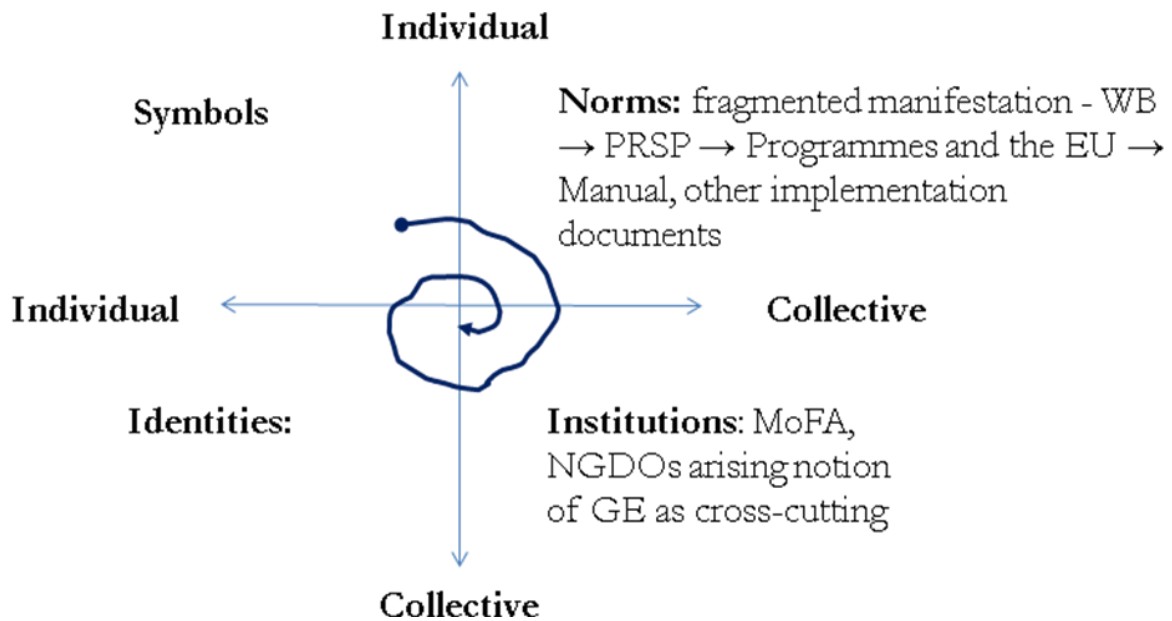 Individual
Symbols
Norms: fragmented manifestation - WB
→ PRSP → Programmes and the EU →
Manual, other implementation
documents
Individual
Collective
Identities:
Institutions: MoFA,
NGDOs arising notion
of GE as cross-cutting
Collective